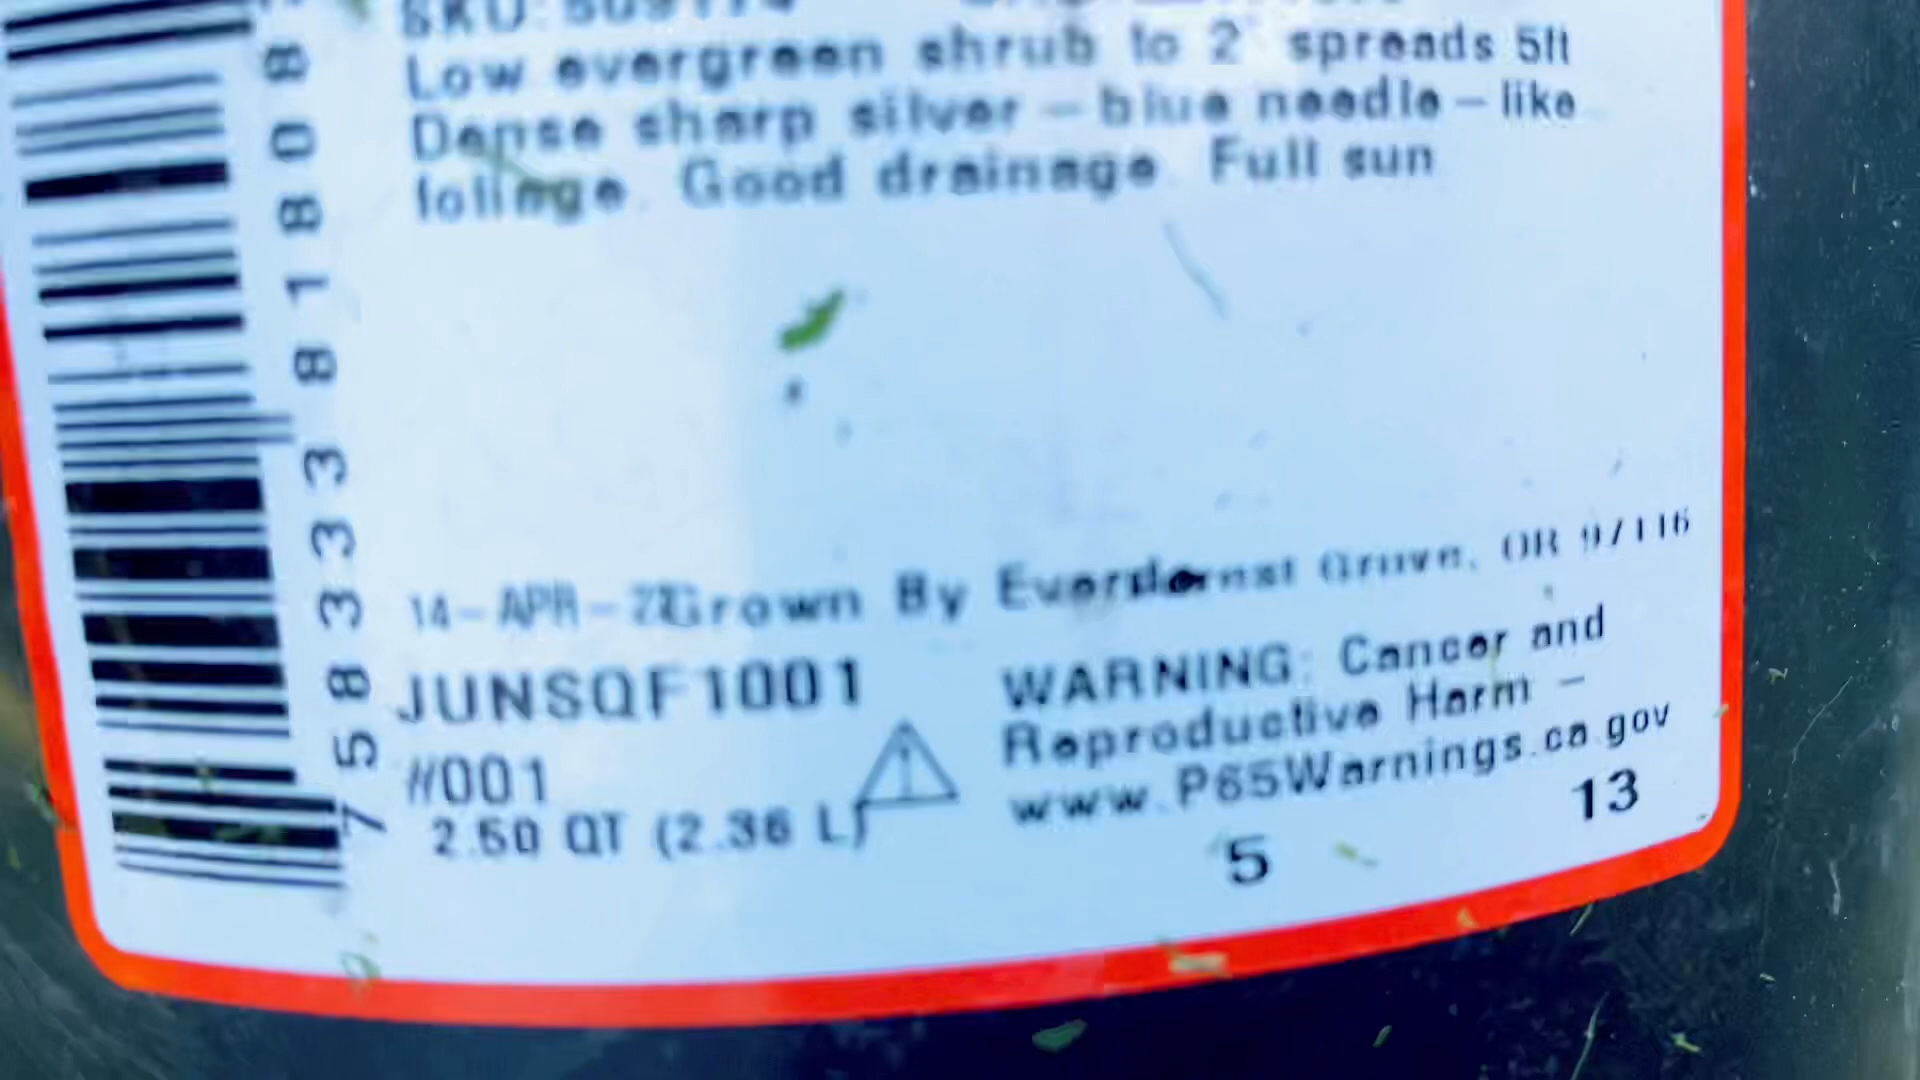 SKU: 509174
Low evergreen shrub to 2' spreads 5ft
Dense sharp silver - blue needle - like
foliage. Good drainage. Full sun
14-APR-2 Grown By Grove, OR 97116
JUNSQF1001
#001
2.50 QT (2.36 L)
WARNING: Cancer and
Reproductive Harm -
www.P65Warnings.ca.gov
5
13
7 58333 81808